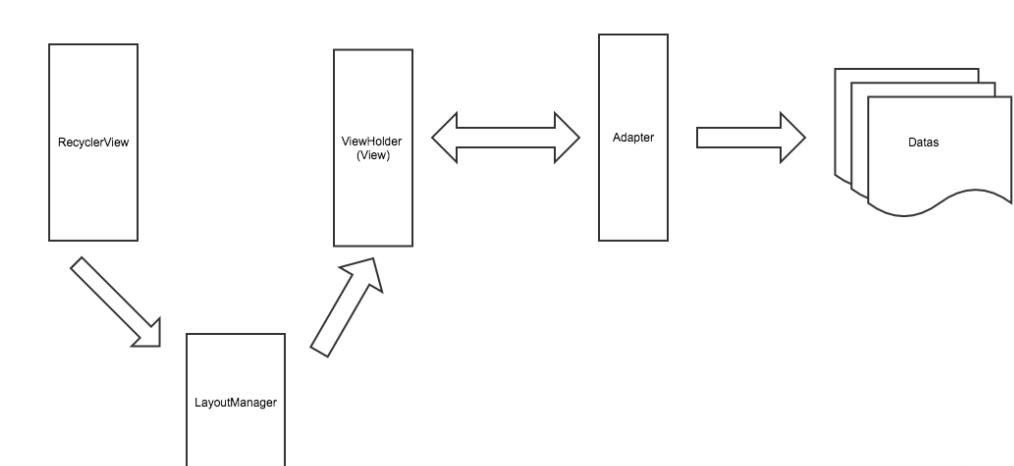 RecyclerView
ViewHolder
(View)
Adapter
Datas
LayoutManager